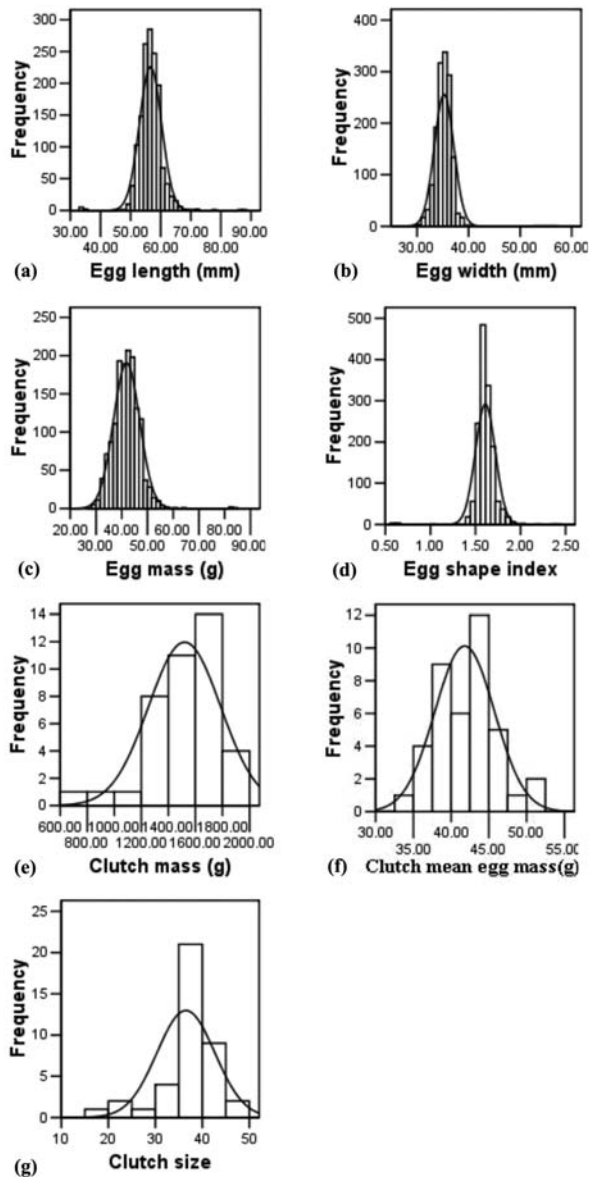 300
250
200
150
100
50
0
Frequency
30.00 50.00 70.00 90.00
40.00 60.00 80.00
(a) Egg length (mm)
400
300
200
100
0
Frequency
30.00 40.00 50.00 60.00
(b) Egg width (mm)
250
200
150
100
50
0
Frequency
20.00 40.00 60.00 80.00
30.00 50.00 70.00 90.00
(c) Egg mass (g)
500
400
300
200
100
0
Frequency
0.50 1.00 1.50 2.00 2.50
(d) Egg shape index
14
12
10
8
6
4
2
0
Frequency
600.00 1000.00 1400.00 1800.00
800.00 1200.00 1600.00 2000.00
(e) Clutch mass (g)
12
10
8
6
4
2
0
Frequency
30.00 40.00 50.00
35.00 45.00 55.00
(f) Clutch mean egg mass(g)
25
20
15
10
5
0
Frequency
10 20 30 40 50
(g) Clutch size